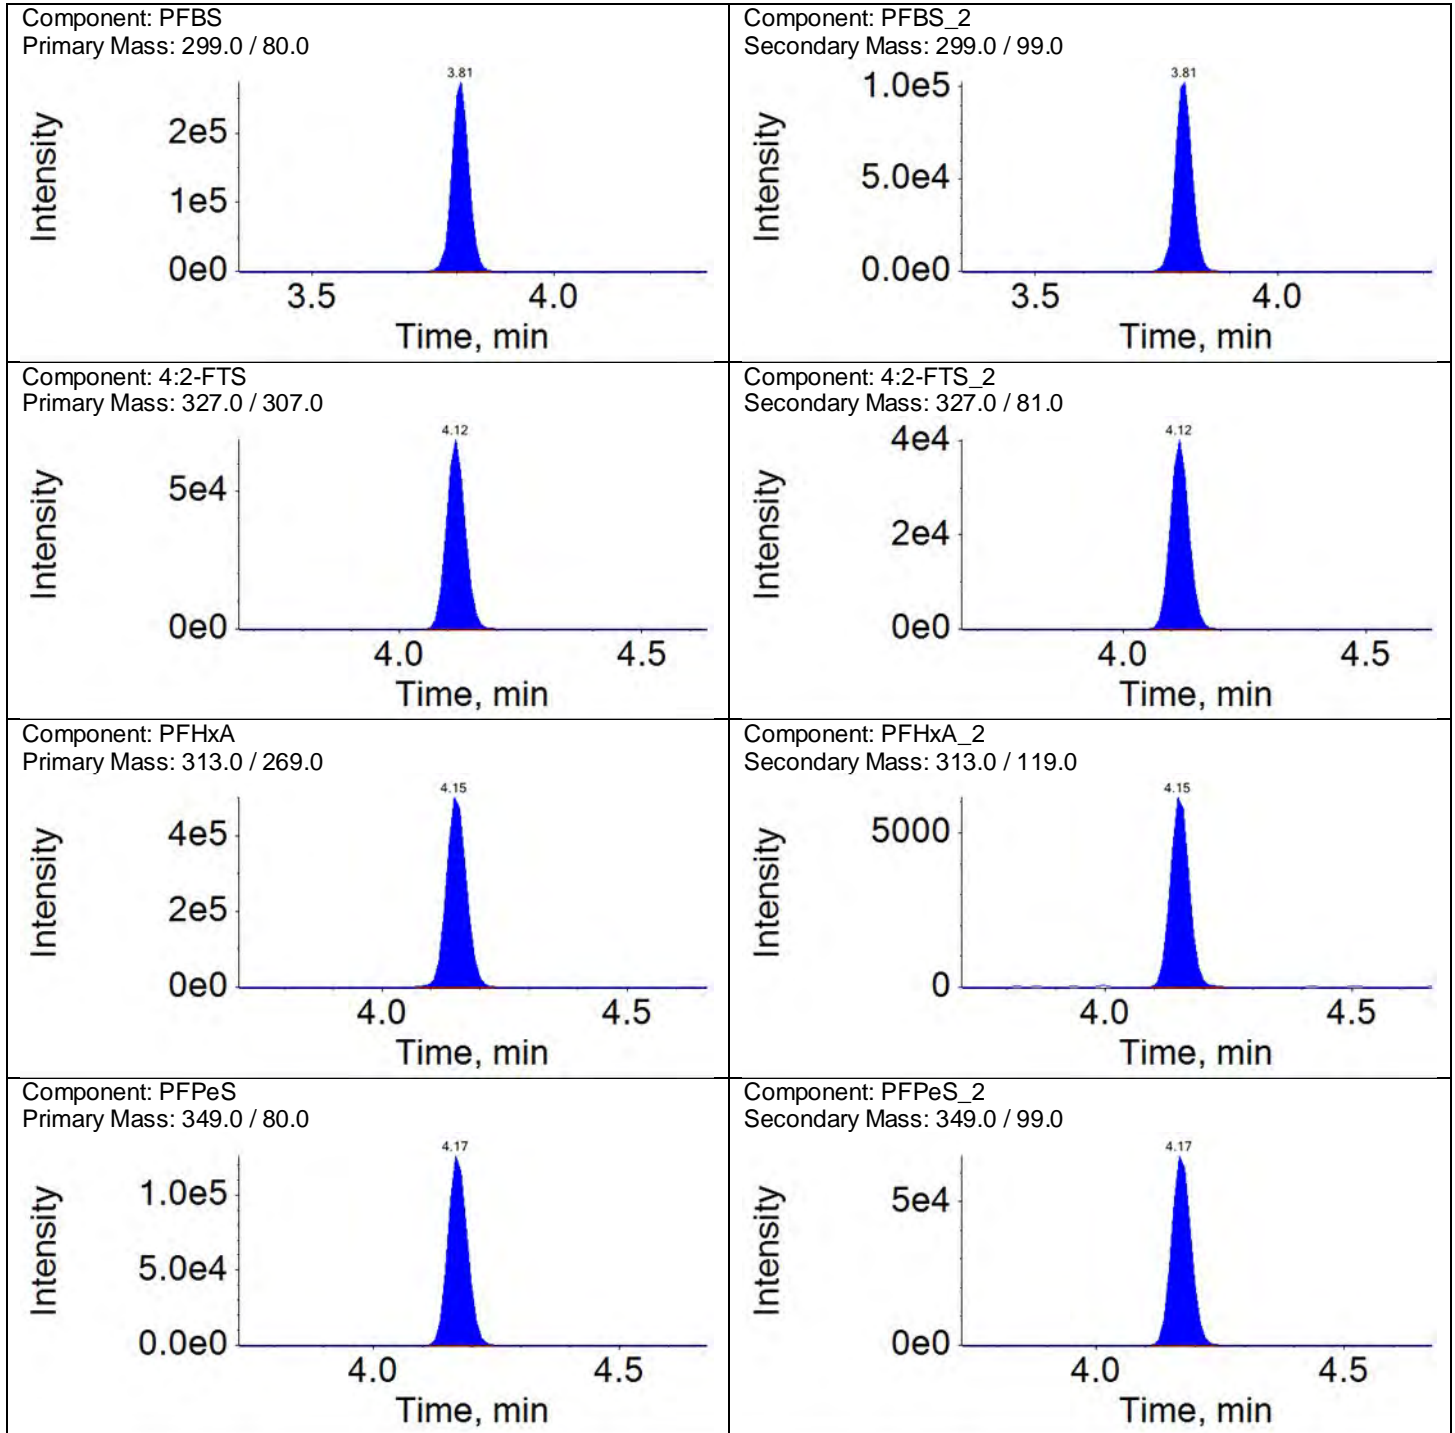 Component: PFBS
Primary Mass: 299.0 / 80.0
3.81
2e5
1e5
0e0
Intensity
3.5 4.0
Time, min
Component: PFBS_2
Secondary Mass: 299.0 / 99.0
3.81
1.0e5
5.0e4
0.0e0
Intensity
3.5 4.0
Time, min
Component: 4:2-FTS
Primary Mass: 327.0 / 307.0
4.12
5e4
0e0
Intensity
4.0 4.5
Time, min
Component: 4:2-FTS_2
Secondary Mass: 327.0 / 81.0
4.12
4e4
2e4
0e0
Intensity
4.0 4.5
Time, min
Component: PFHxA
Primary Mass: 313.0 / 269.0
4.15
4e5
2e5
0e0
Intensity
4.0 4.5
Time, min
Component: PFHxA_2
Secondary Mass: 313.0 / 119.0
4.15
5000
0
Intensity
4.0 4.5
Time, min
Component: PFPeS
Primary Mass: 349.0 / 80.0
4.17
1.0e5
5.0e4
0.0e0
Intensity
4.0 4.5
Time, min
Component: PFPeS_2
Secondary Mass: 349.0 / 99.0
4.17
5e4
0e0
Intensity
4.0 4.5
Time, min